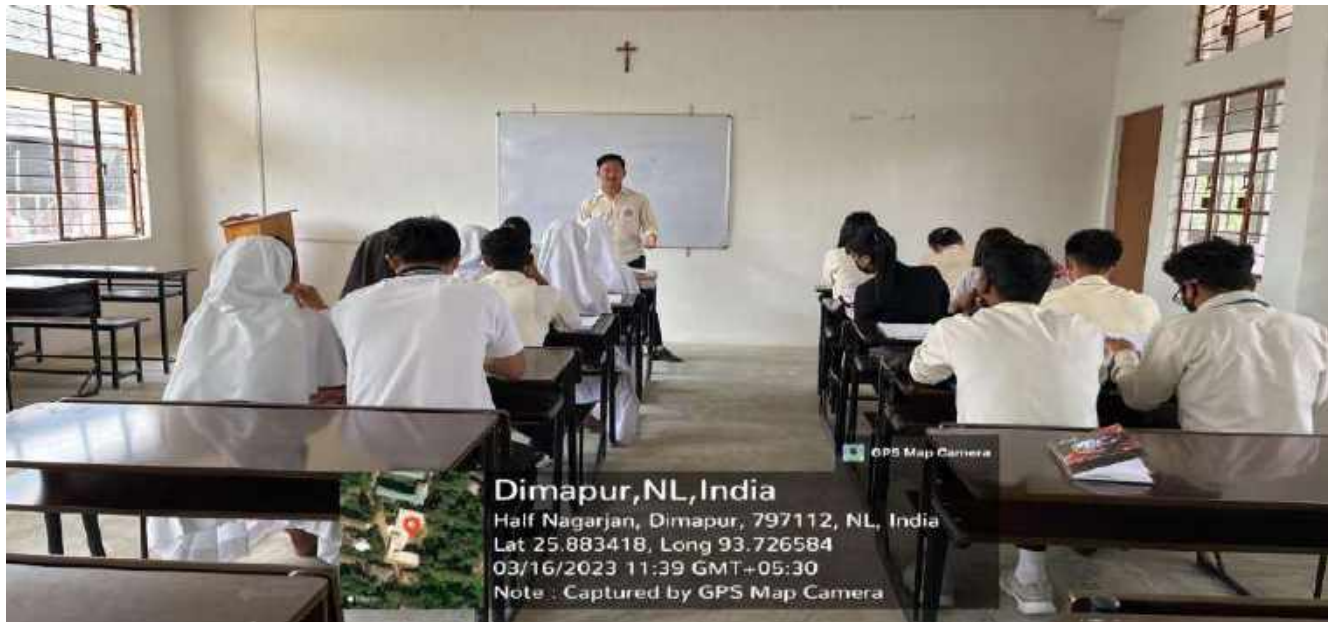 GPS Map Camera
Dimapur,NL,India
Half Nagarjan, Dimapur, 797112, NL, India
Lat 25.883418, Long 93.726584
03/16/2023 11:39 GMT+05:30
Note : Captured by GPS Map Camera